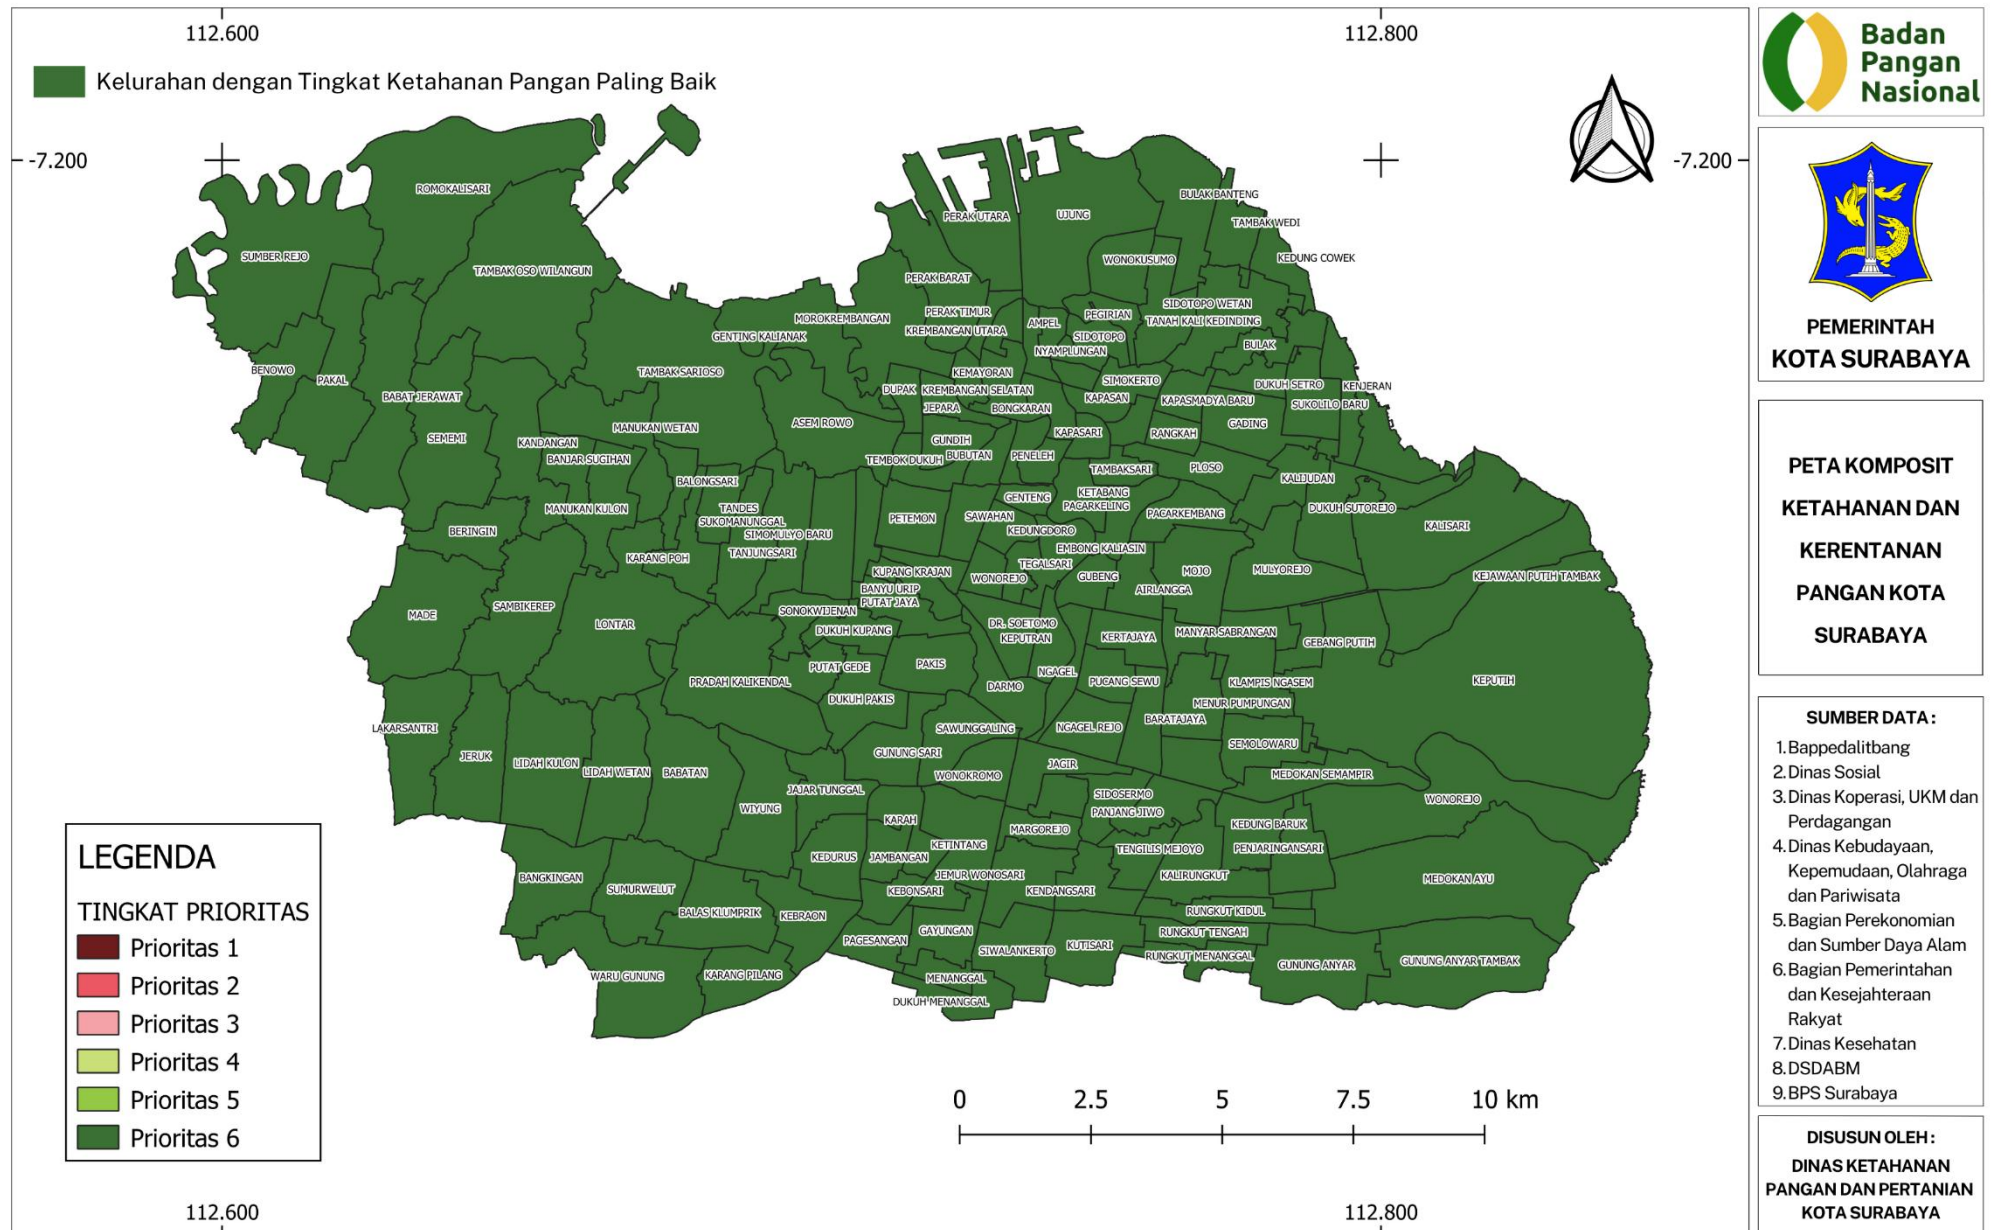 112.600
112.800
Kelurahan dengan Tingkat Ketahanan Pangan Paling Baik
-7.200
-7.200
ROMOKALISARI
BULAK BANTENG
PERAK UTARA
UJUNG
TAMBAK WEDI
SUMBER REJO
TAMBAK OSO WILANGUN
WONOKUSUMO
KEDUNG COWEK
PERAK BARAT
SIDOTOPO WETAN
PERAK TIMUR
PEGIRIAN
MOROKREMBANGAN
AMPEL
TANAH KALI KEDINDING
KREMBANGAN UTARA
GENTING KALIANAK
SIDOTOPO
BULAK
NYAMPLUNGAN
BENOWO
TAMBAK SARIOSO
KEMAYORAN
PAKAL
SIMOKERTO
DUKUH SETRO
KENJERAN
DUPAK
KREMBANGAN SELATAN
BABAT JERAWAT
KAPASAN
KAPASMADYA BARU
SUKOLILO BARU
JEPARA
BONGKARAN
ASEM ROWO
GADING
MANUKAN WETAN
KAPASARI
RANGKAH
SEMEMI
KANDANGAN
GUNDIH
BANJAR SUGIHAN
TEMBOK DUKUH
BUBUTAN
PENELEH
TAMBAKSARI
PLOSO
BALONGSARI
KALIJUDAN
GENTENG
KETABANG
MANUKAN KULON
TANDES
PACARKELING
PACARKEMBANG
DUKUH SUTOREJO
SUKOMANUNGGAL
PETEMON
SAWAHAN
KALISARI
BERINGIN
SIMOMULYO BARU
KEDUNGDORO
TANJUNGSARI
EMBONG KALIASIN
KARANG POH
TEGALSARI
KUPANG KRAJAN
WONOREJO
GUBENG
MOJO
MULYOREJO
KEJAWAAN PUTIH TAMBAK
BANYU URIP
AIRLANGGA
PUTAT JAYA
SAMBIKEREP
SONOKWIJENAN
MADE
LONTAR
DR. SOETOMO
DUKUH KUPANG
KEPUTRAN
KERTAJAYA
MANYAR SABRANGAN
GEBANG PUTIH
PUTAT GEDE
PAKIS
NGAGEL
PRADAH KALIKENDAL
DARMO
PUCANG SEWU
KLAMPIS NGASEM
KEPUTIH
DUKUH PAKIS
MENUR PUMPUNGAN
LAKARSANTRI
SAWUNGGALING
NGAGEL REJO
BARATAJAYA
SEMOLOWARU
JERUK
GUNUNG SARI
LIDAH KULON
LIDAH WETAN
BABATAN
WONOKROMO
JAGIR
MEDOKAN SEMAMPIR
JAJAR TUNGGAL
SIDOSERMO
WONOREJO
WIYUNG
PANJANG JIWO
KARAH
MARGOREJO
KEDUNG BARUK
KETINTANG
TENGILIS MEJOYO
PENJARINGANSARI
KEDURUS
JAMBANGAN
BANGKINGAN
JEMUR WONOSARI
KALIRUNGKUT
MEDOKAN AYU
SUMURWELUT
KEBONSARI
KENDANGSARI
BALAS KLUMPRIK
KEBRAON
RUNGKUT KIDUL
GAYUNGAN
RUNGKUT TENGAH
PAGESANGAN
SIWALANKERTO
KUTISARI
RUNGKUT MENANGGAL
GUNUNG ANYAR
GUNUNG ANYAR TAMBAK
WARU GUNUNG
KARANG PILANG
MENANGGAL
DUKUH MENANGGAL
LEGENDA
TINGKAT PRIORITAS
Prioritas 1
Prioritas 2
Prioritas 3
Prioritas 4
Prioritas 5
Prioritas 6
0 2.5 5 7.5 10 km
112.600
112.800
Badan
Pangan
Nasional
PEMERINTAH
KOTA SURABAYA
PETA KOMPOSIT
KETAHANAN DAN
KERENTANAN
PANGAN KOTA
SURABAYA
SUMBER DATA :
1. Bappedalitbang
2. Dinas Sosial
3. Dinas Koperasi, UKM dan
Perdagangan
4. Dinas Kebudayaan,
Kepemudaan, Olahraga
dan Pariwisata
5. Bagian Perekonomian
dan Sumber Daya Alam
6. Bagian Pemerintahan
dan Kesejahteraan
Rakyat
7. Dinas Kesehatan
8. DSDABM
9. BPS Surabaya
DISUSUN OLEH :
DINAS KETAHANAN
PANGAN DAN PERTANIAN
KOTA SURABAYA